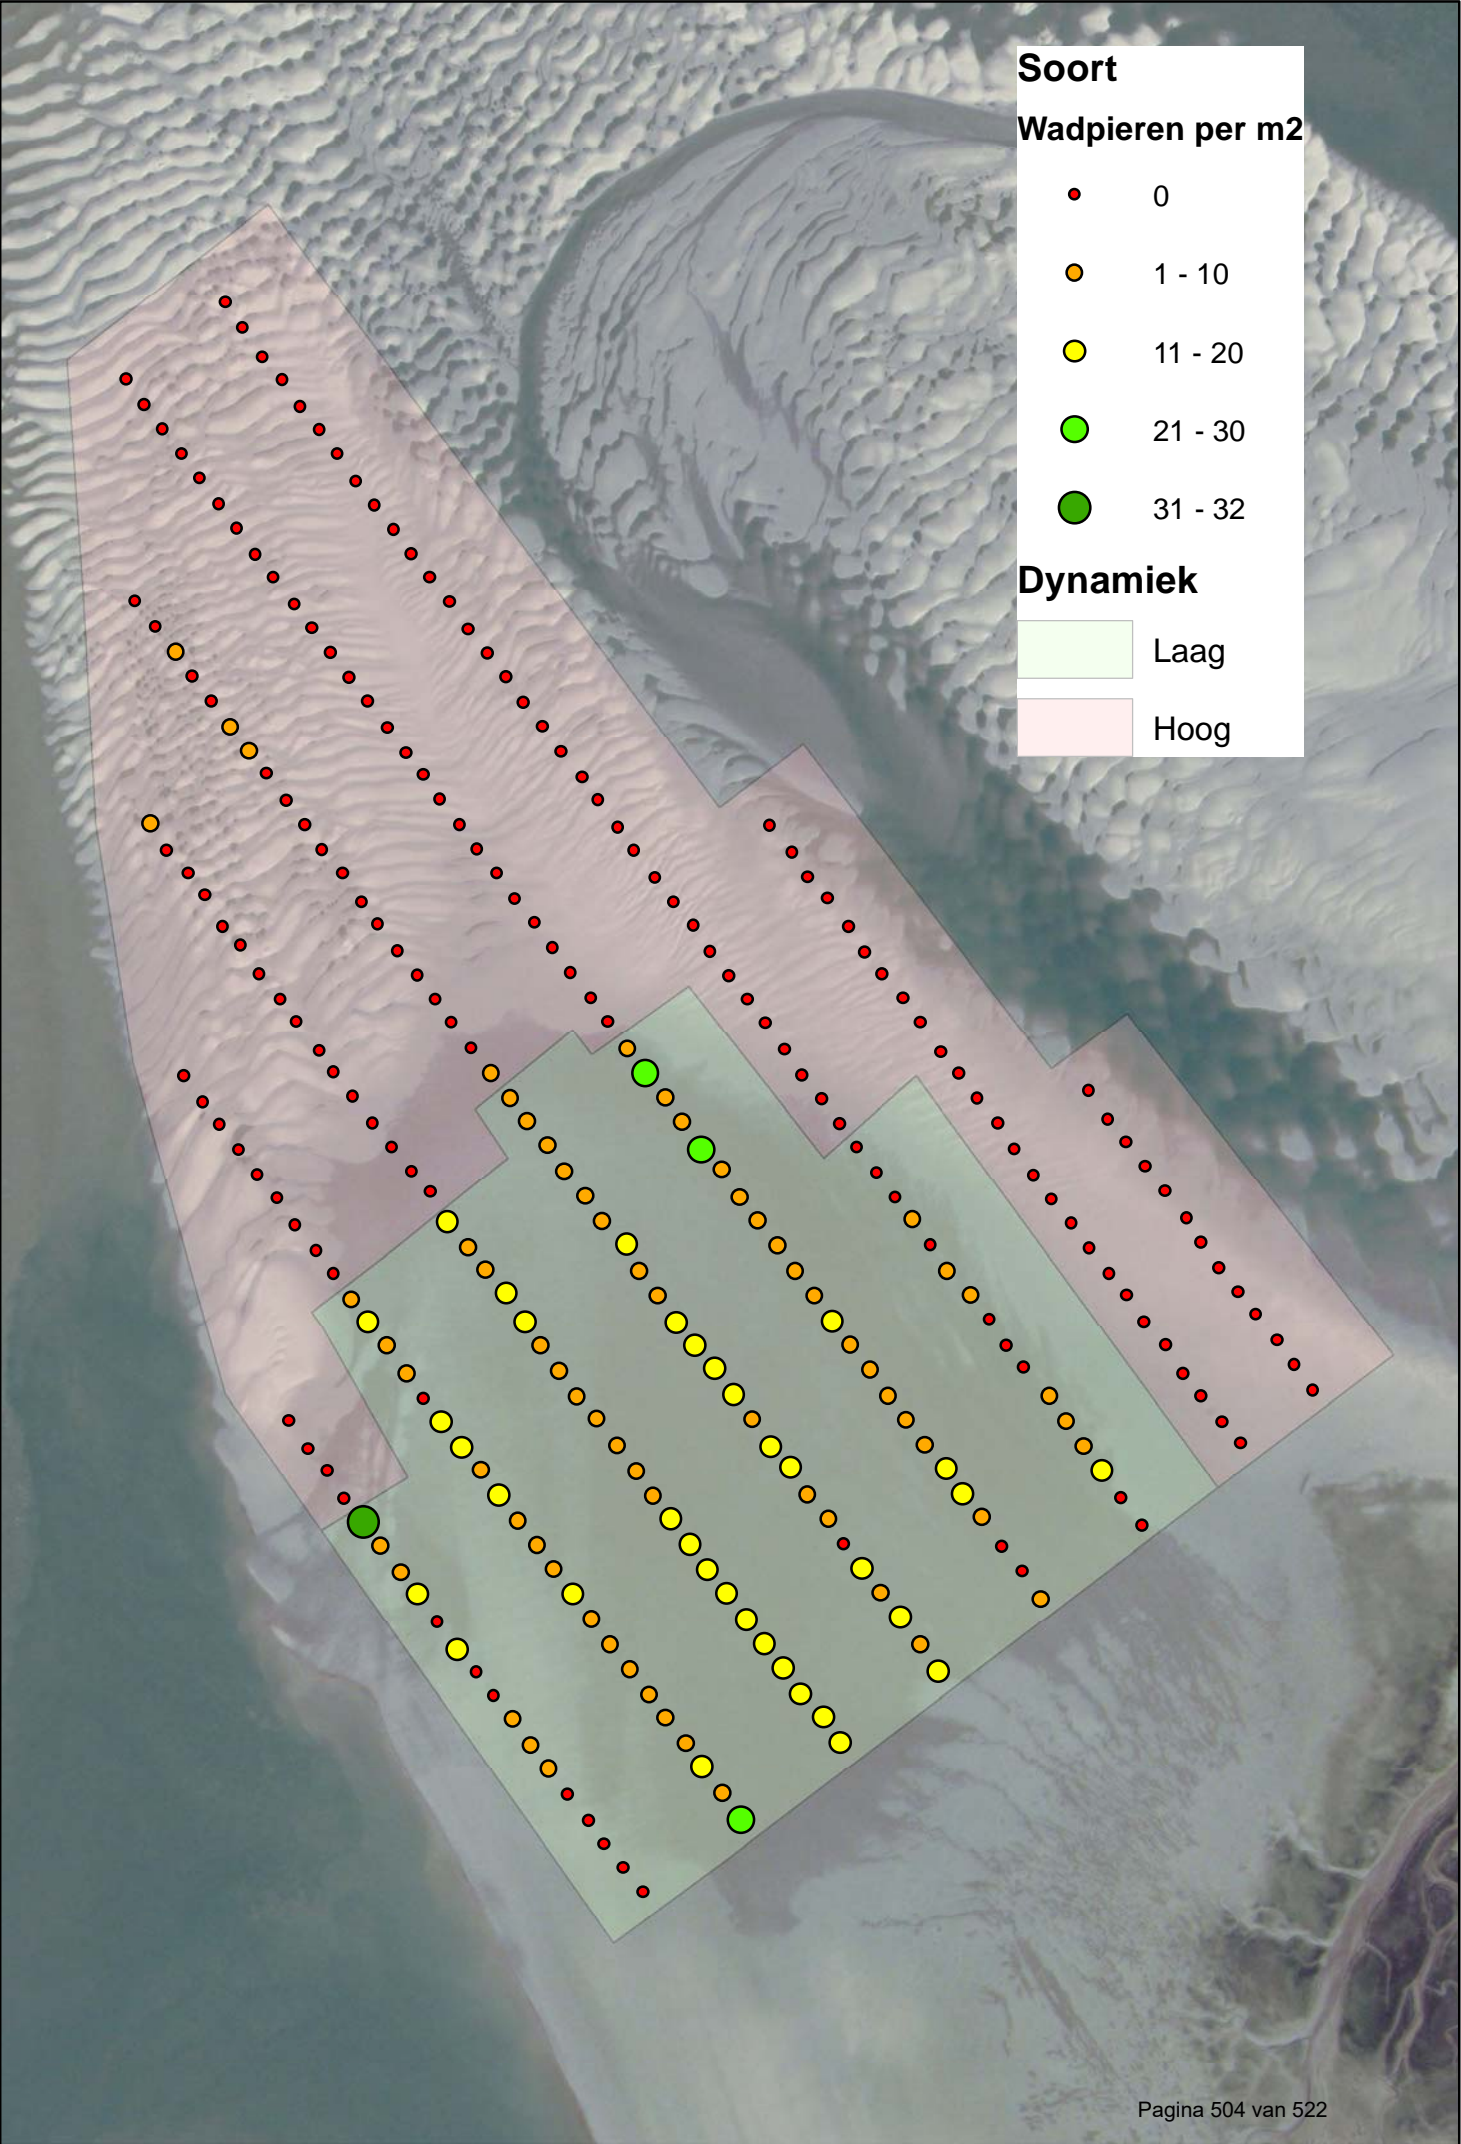 Soort
Wadpieren per m2
0
1 - 10
11 - 20
21 - 30
31 - 32
Dynamiek
Laag
Hoog
Pagina 504 van 522